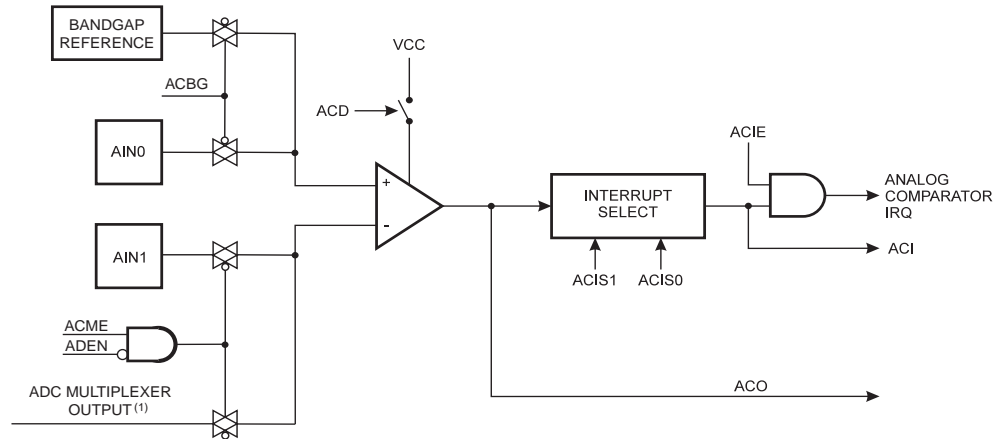 BANDGAP
REFERENCE
ACBG
VCC
ACD
AIN0
ACIE
+
-
INTERRUPT
SELECT
ANALOG
COMPARATOR
IRQ
AIN1
ACI
ACIS1 ACIS0
ACME
ADEN
ADC MULTIPLEXER
OUTPUT (1)
ACO